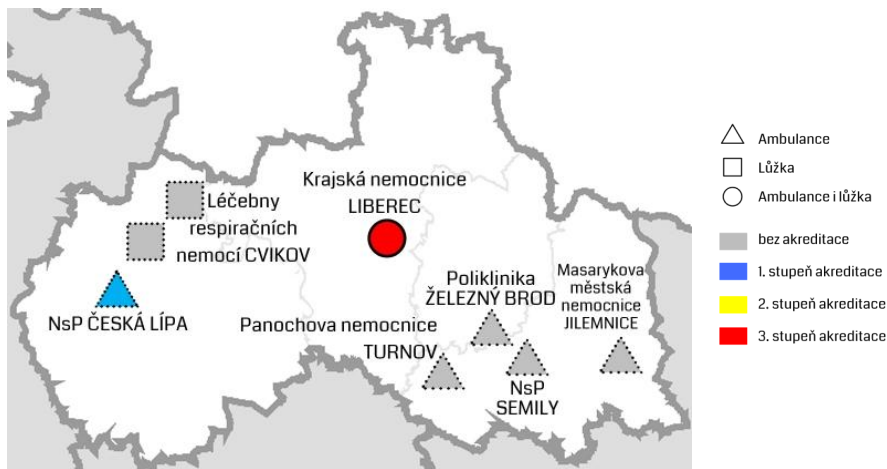 Krajská nemocnice
LIBEREC
Léčebny
respiračních
nemocí CVIKOV
NsP ČESKÁ LÍPA
Panochova nemocnice
TURNOV
Poliklinika
ŽELEZNÝ BROD
NsP
SEMILY
Masarykova
městská
nemocnice
JILEMNICE
Ambulance
Lůžka
Ambulance i lůžka
bez akreditace
1. stupeň akreditace
2. stupeň akreditace
3. stupeň akreditace